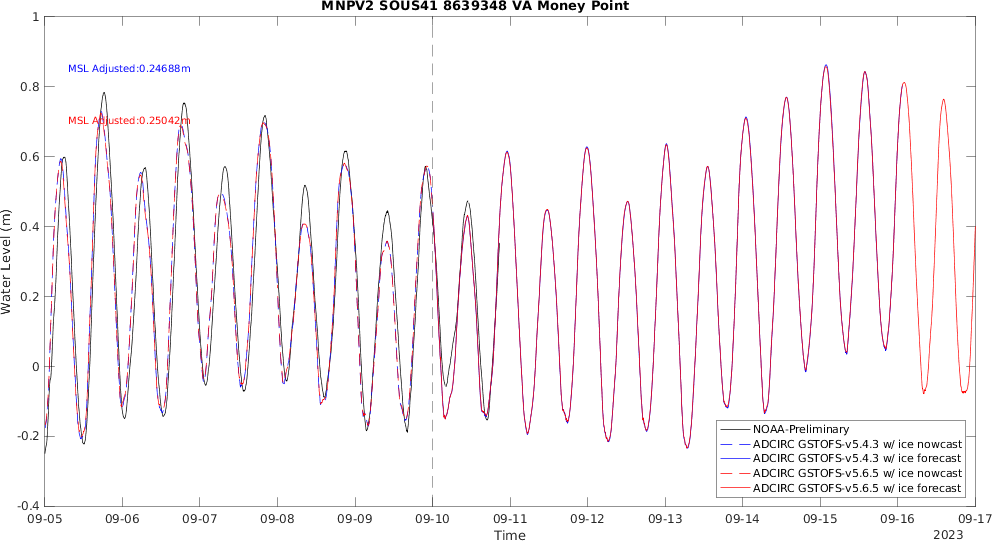 MNPV2 SOUS41 8639348 VA Money Point
MSL Adjusted:0.24688m
MSL Adjusted:0.25042m
Water Level (m)
1
0.8
0.6
0.4
0.2
0
-0.2
-0.4
NOAA-Preliminary
ADCIRC GSTOFS-v5.4.3 w/ ice nowcast
ADCIRC GSTOFS-v5.4.3 w/ ice forecast
ADCIRC GSTOFS-v5.6.5 w/ ice nowcast
ADCIRC GSTOFS-v5.6.5 w/ ice forecast
09-05 09-06 09-07 09-08 09-09 09-10 09-11 09-12 09-13 09-14 09-15 09-16 09-17
Time
2023